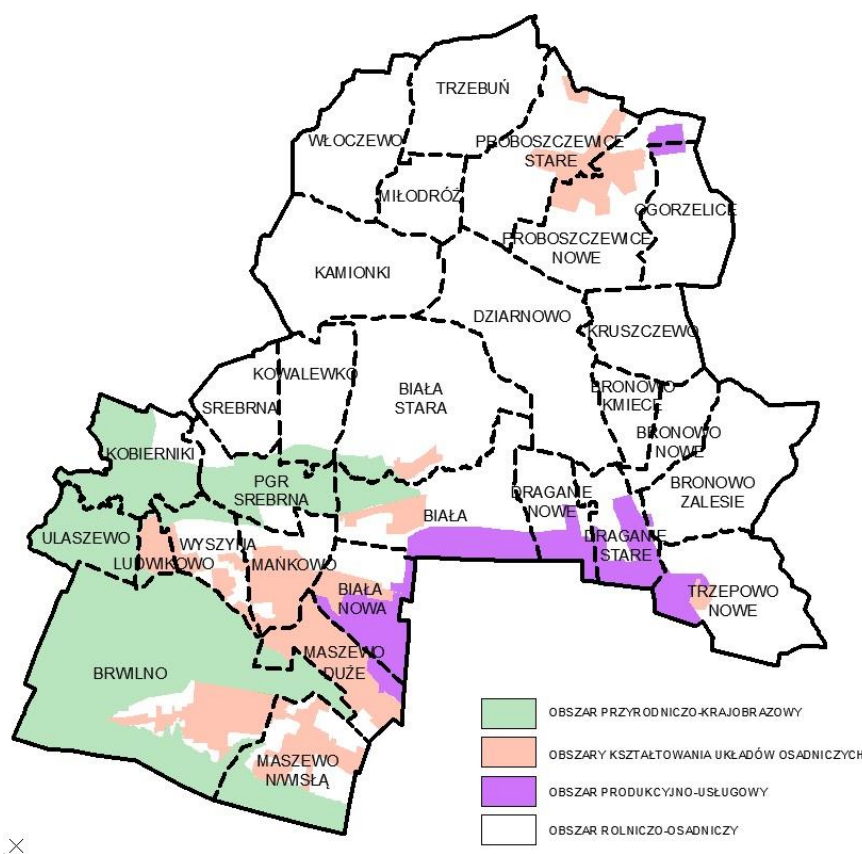 TRZEBUŃ
WŁOCZEWO
PROBOSZCZEWICE
STARE
MIŁODRÓŻ
OGORZELICE
PROBOSZCZEWICE
NOWE
KAMIONKI
DZIARNOWO
KRUSZCZEWO
KOWALEWKO
SREBRNA
BIAŁA
STARA
BRONOWO
KMIECE
BRONOWO
NOWE
KOBIERNIKI
PGR
SREBRNA
BRONOWO
ZALESIE
DRAGANIE
NOWE
BIAŁA
ULASZEWO
WYSZYNA
LUDWIKOWO
MAŃKOWO
DRAGANIE
STARE
BIAŁA
NOWA
TRZEPOWO
NOWE
MASZEWO
DUŻE
BRWILNO
MASZEWO
N/WISŁĄ
OBSZAR PRZYRODNICZO-KRAJOBRAZOWY
OBSZARY KSZTAŁTOWANIA UKŁADÓW OSADNICZYCH
OBSZAR PRODUKCYJNO-USŁUGOWY
OBSZAR ROLNICZO-OSADNICZY